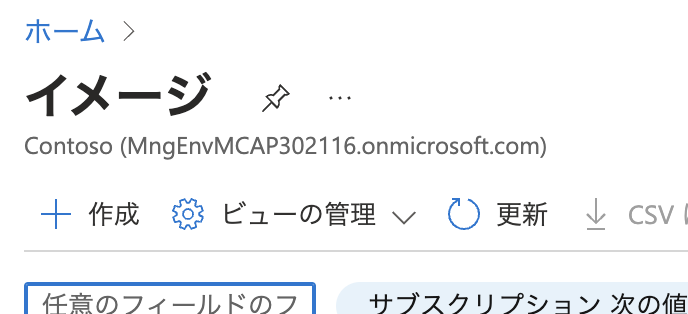 ホーム >
イメージ ...
Contoso (MngEnvMCAP302116.onmicrosoft.com)
作成 ビューの管理 更新 CSV
任意のフィールドのフ サブスクリプション 次の値